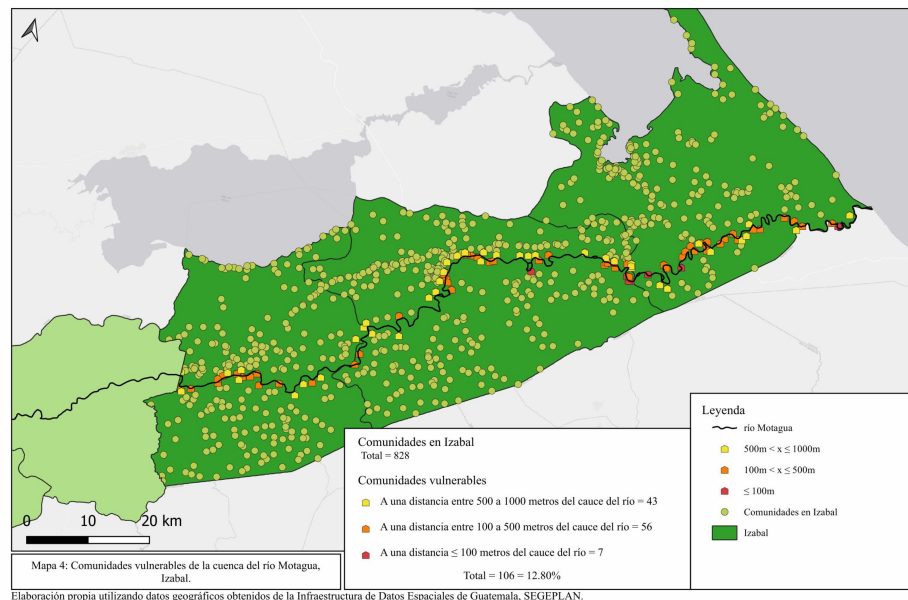 Comunidades en Izabal
Total = 828
Comunidades vulnerables
A una distancia entre 500 a 1000 metros del cauce del río = 43
A una distancia entre 100 a 500 metros del cauce del río = 56
A una distancia ≤ 100 metros del cauce del río = 7
Total = 106 = 12.80%
Leyenda
río Motagua
500m < x ≤ 1000m
100m < x ≤ 500m
≤ 100m
Comunidades en Izabal
Izabal
0 10 20 km
Mapa 4: Comunidades vulnerables de la cuenca del río Motagua,
Izabal.
Elaboración propia utilizando datos geográficos obtenidos de la Infraestructura de Datos Espaciales de Guatemala, SEGEPLAN.